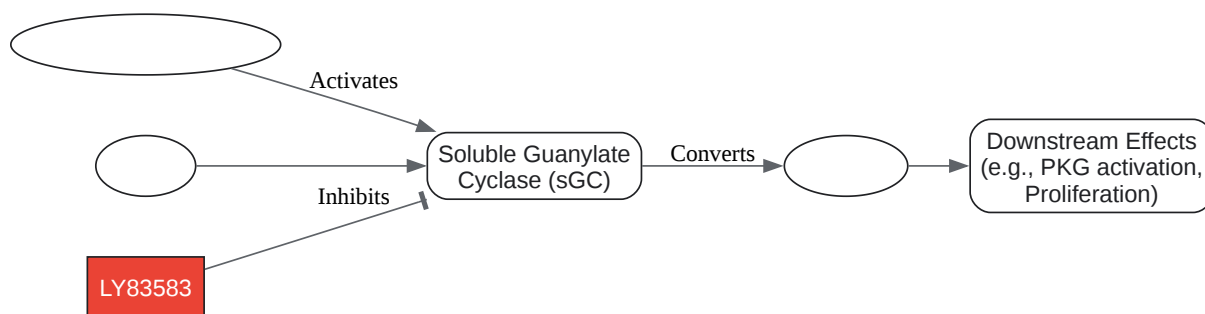 Activates
Soluble Guanylate
Cyclase (sGC)
Converts
Downstream Effects
(e.g., PKG activation,
Proliferation)
Inhibits
LY83583